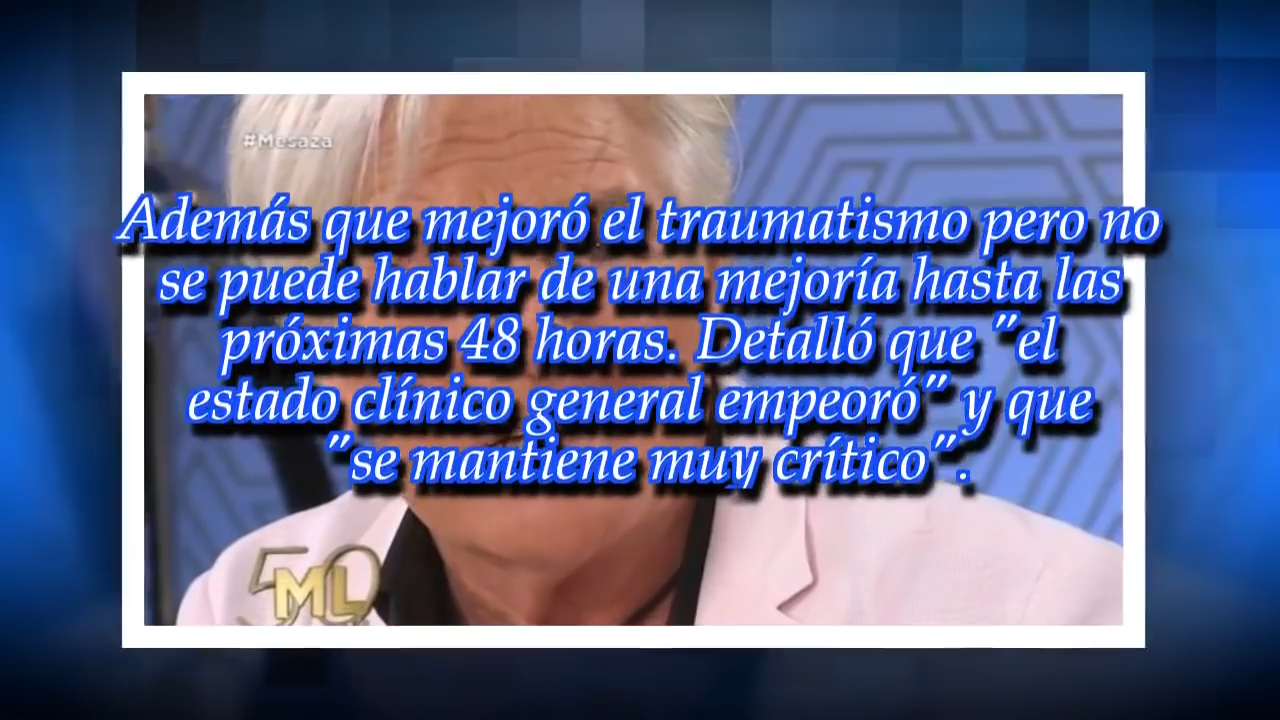 #Mesaza
Además que mejoró el traumatismo pero no
se puede hablar de una mejoría hasta las
próximas 48 horas. Detalló que "el
estado clínico general empeoró" y que
"se mantiene muy crítico".
50
ML